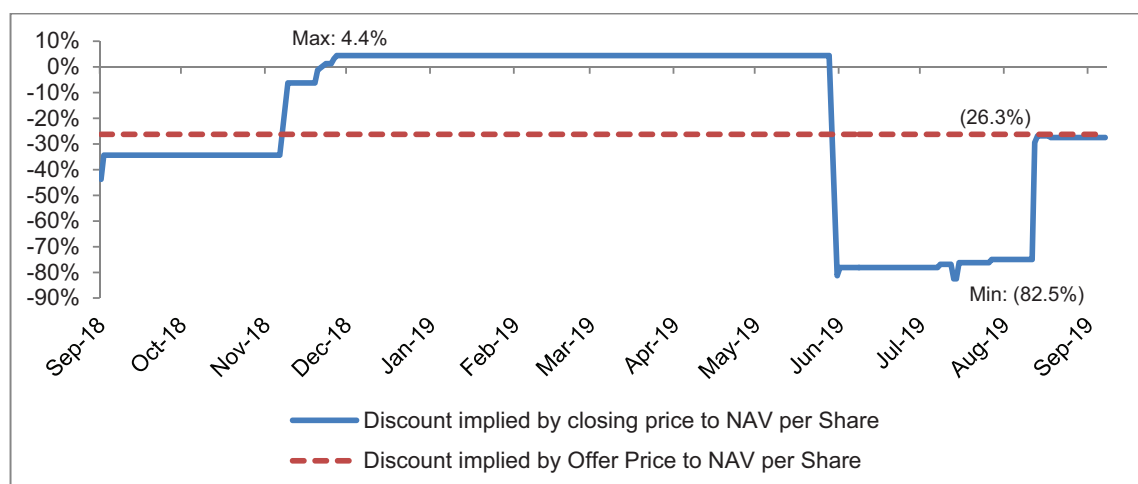 10%
0%
-10%
-20%
-30%
-40%
-50%
-60%
-70%
-80%
-90%
Max: 4.4%
(26.3%)
Min: (82.5%)
Sep-18
Oct-18
Nov-18
Dec-18
Jan-19
Feb-19
Mar-19
Apr-19
May-19
Jun-19
Jul-19
Aug-19
Sep-19
Discount implied by closing price to NAV per Share
Discount implied by Offer Price to NAV per Share